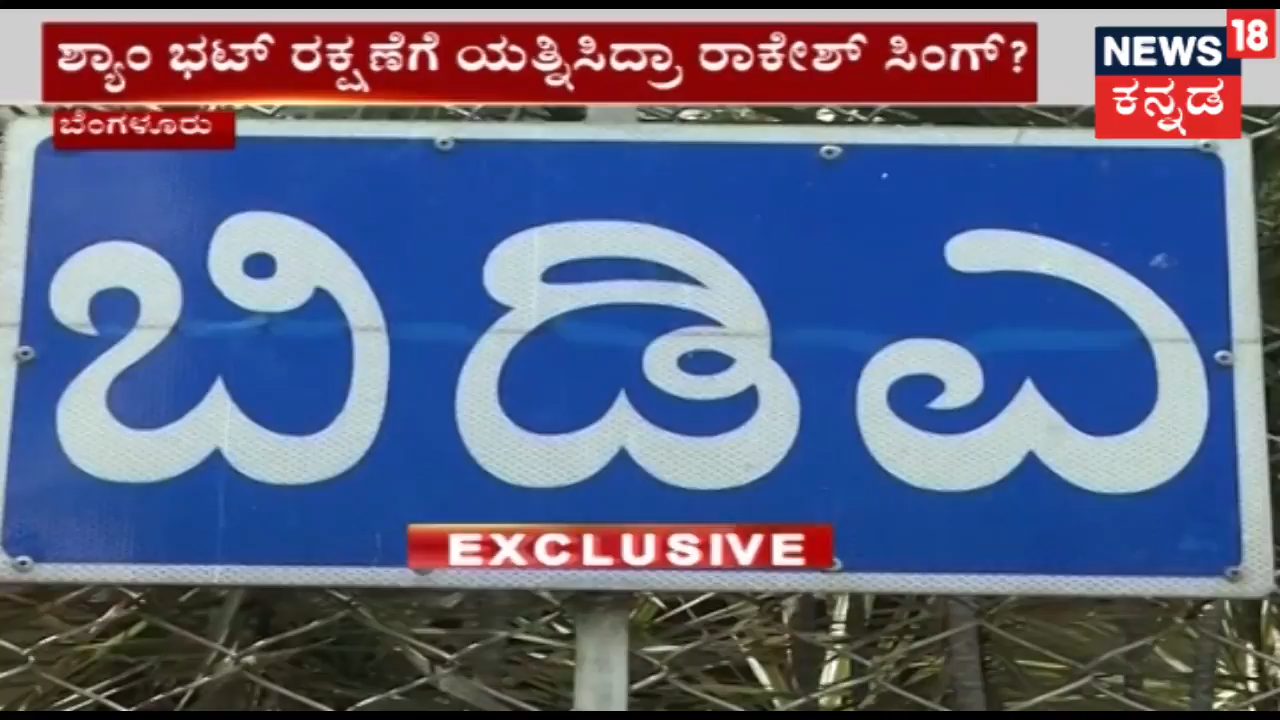 ಶ್ಯಾಂ ಭಟ್ ರಕ್ಷಣೆಗೆ ಯತ್ನಿಸಿದ್ರಾ ರಾಕೇಶ್ ಸಿಂಗ್?
NEWS 18
ಕನ್ನಡ
ಬೆಂಗಳೂರು
ಬಿಡಿಎ
EXCLUSIVE